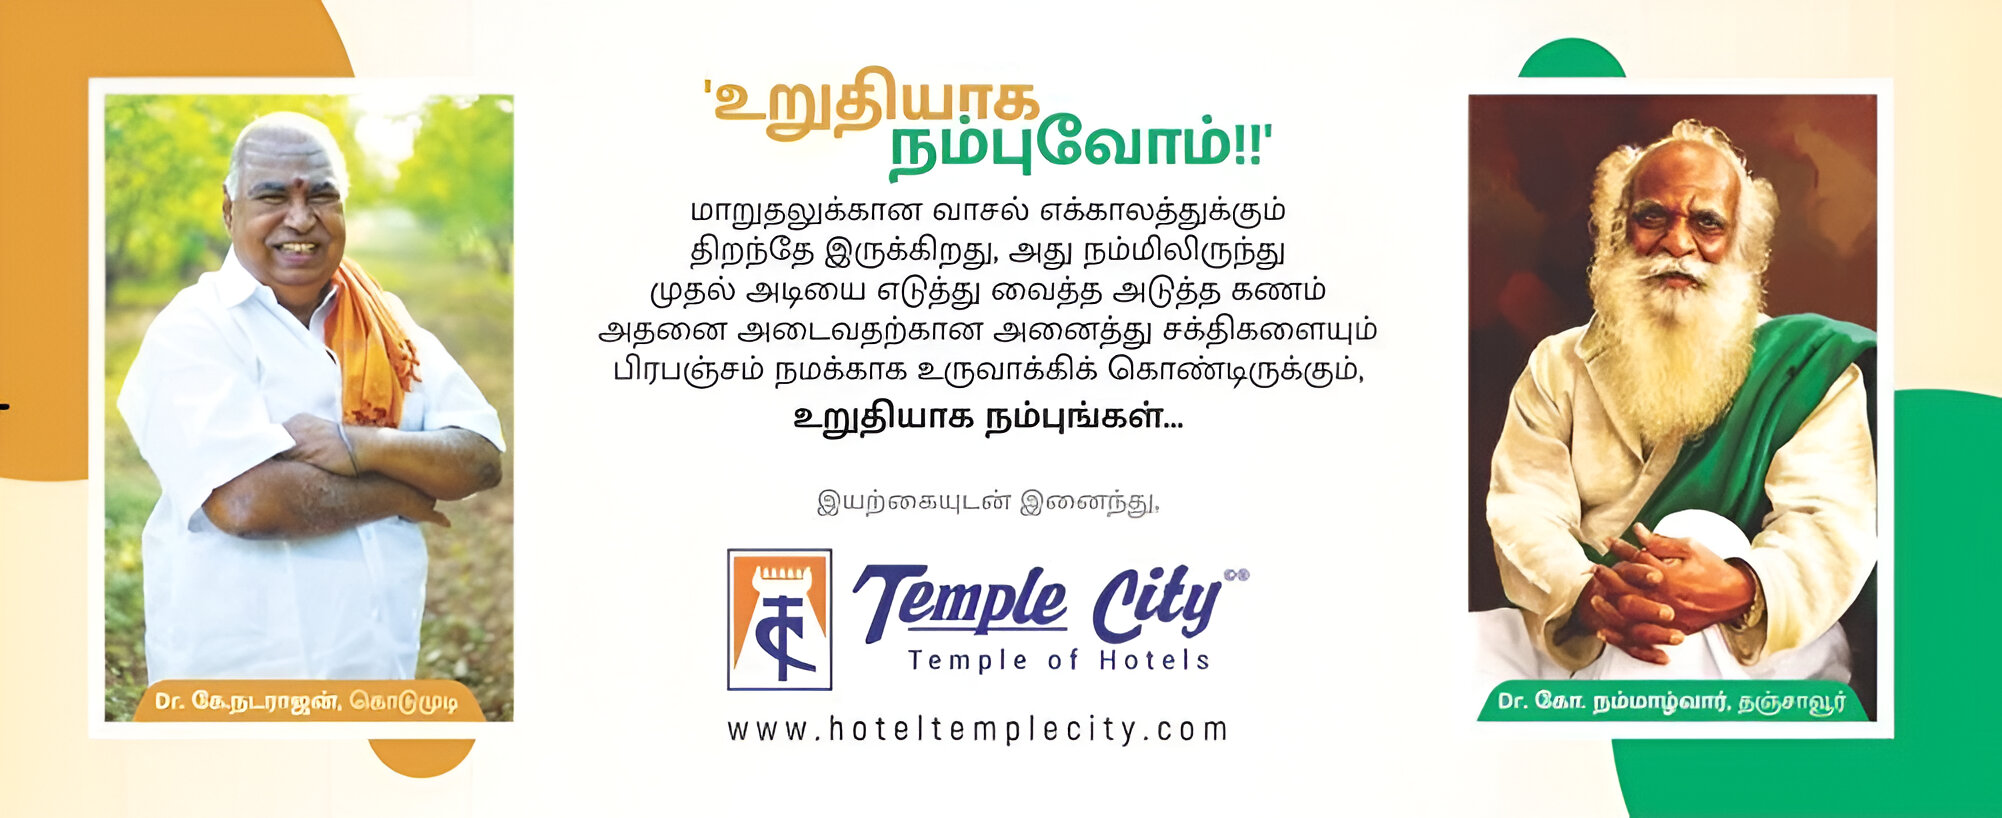 'உறுதியாக
நம்புவோம்!!'
மாறுதலுக்கான வாசல் எக்காலத்துக்கும்
திறந்தே இருக்கிறது, அது நம்மிலிருந்து
முதல் அடியை எடுத்து வைத்த அடுத்த கணம்
அதனை அடைவதற்கான அனைத்து சக்திகளையும்
பிரபஞ்சம் நமக்காக உருவாக்கிக் கொண்டிருக்கும்,
உறுதியாக நம்புங்கள்...
இயற்கையுடன் இனைந்து,
Temple City
Temple of Hotels
www.hoteltemplecity.com
Dr. கே.நடராஜன், கொடுமுடி
Dr. கோ. நம்மாழ்வார், தஞ்சாவூர்